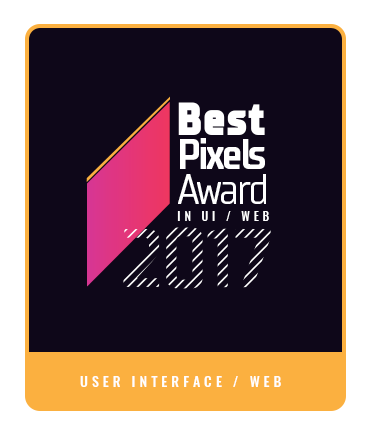 Best
Pixels
Award
IN UI / WEB
2017
USER INTERFACE / WEB